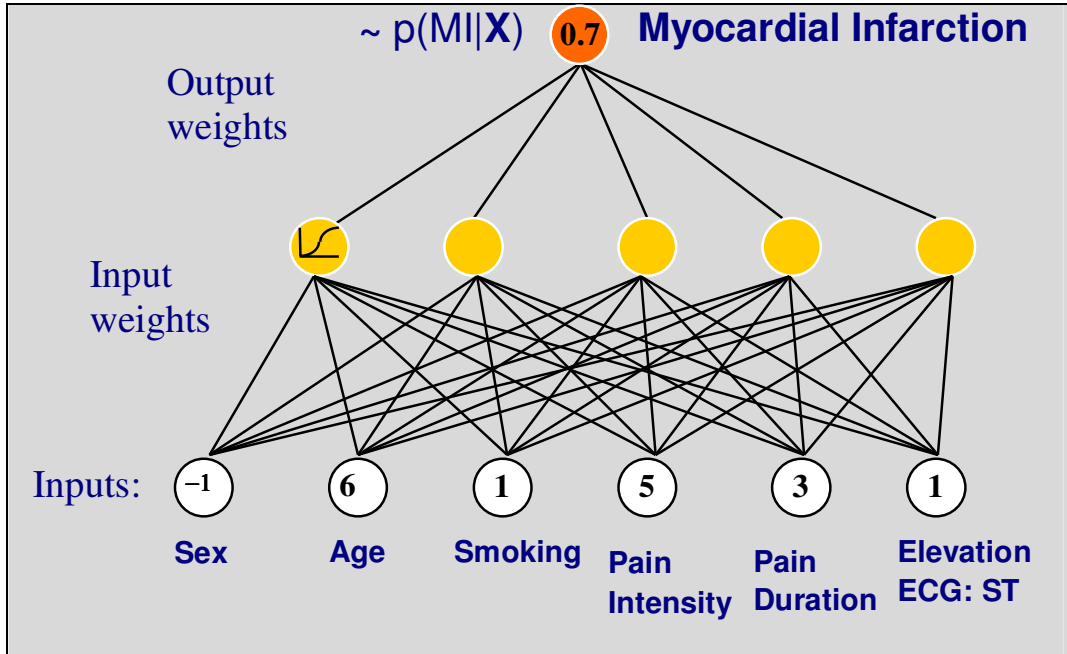 ~ p(MI|X) 0.7 Myocardial Infarction
Output
weights
Input
weights
Inputs: –1 6 1 5 3 1
Sex Age Smoking Pain Intensity Pain Duration Elevation ECG: ST